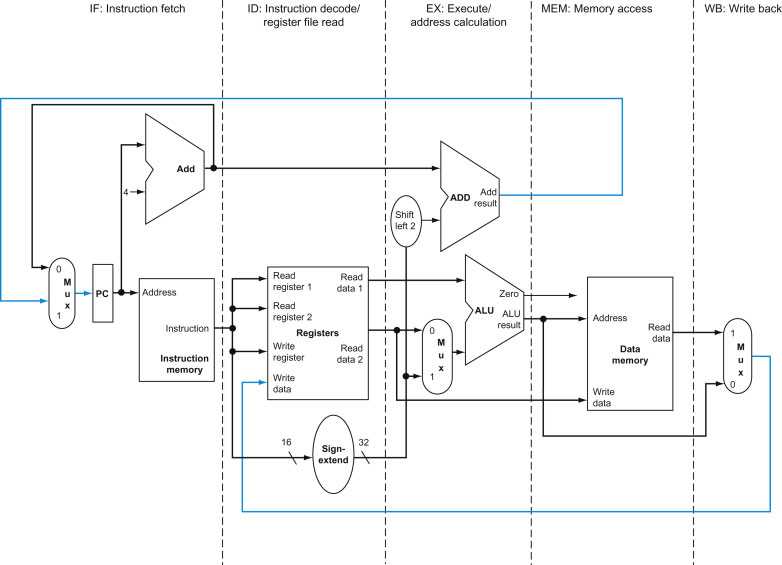 IF: Instruction fetch
ID: Instruction decode/
register file read
EX: Execute/
address calculation
MEM: Memory access
WB: Write back
Add
4
ADD
Add
result
Shift
left 2
0
M
u
x
1
PC
Address
Instruction
Instruction
memory
Read
register 1
Read
register 2
Registers
Write
register
Write
data
Read
data 1
Read
data 2
0
M
u
x
1
Zero
ALU
ALU
result
Address
Read
data
Data
memory
Write
data
1
M
u
x
0
16
Sign-
extend
32